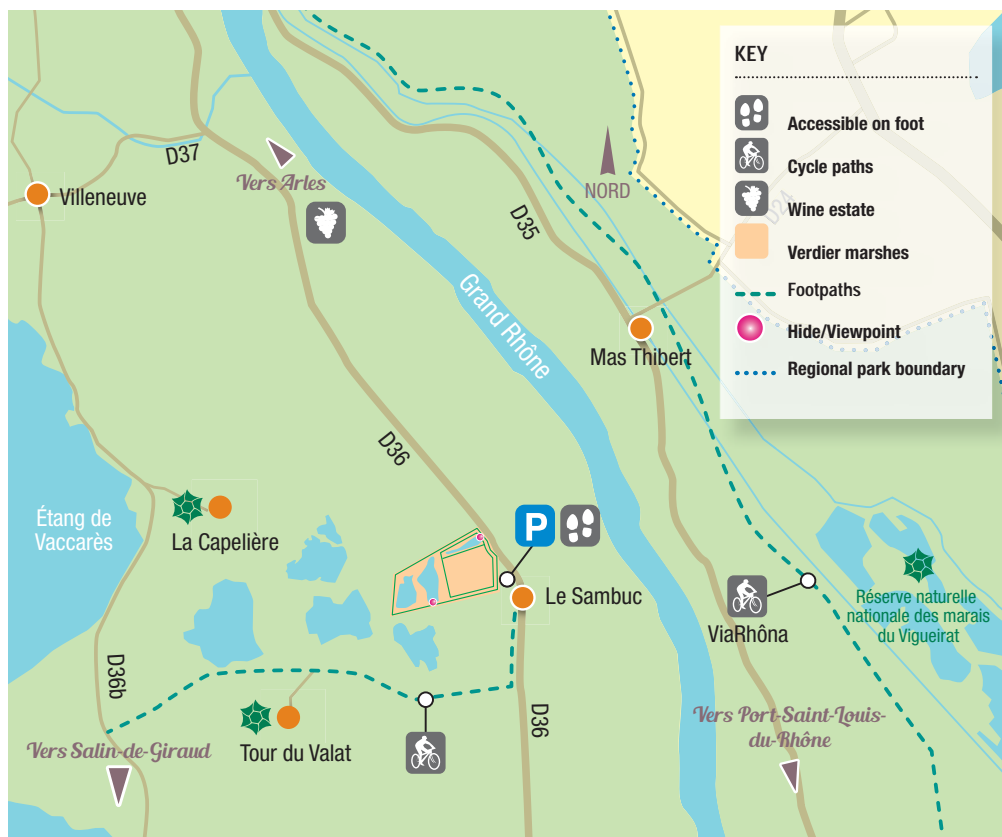 KEY
Accessible on foot
Cycle paths
Wine estate
Verdier marshes
Footpaths
Hide/Viewpoint
Regional park boundary
D24
NORD
D37
Vers Arles
Villeneuve
D35
Grand Rhône
Mas Thibert
D36
Étang de
Vaccarès
La Capelière
P
Le Sambuc
ViaRhôna
Réserve naturelle
nationale des marais
du Vigueirat
D36b
Vers Salin-de-Giraud
Tour du Valat
D36
Vers Port-Saint-Louis-
du-Rhône